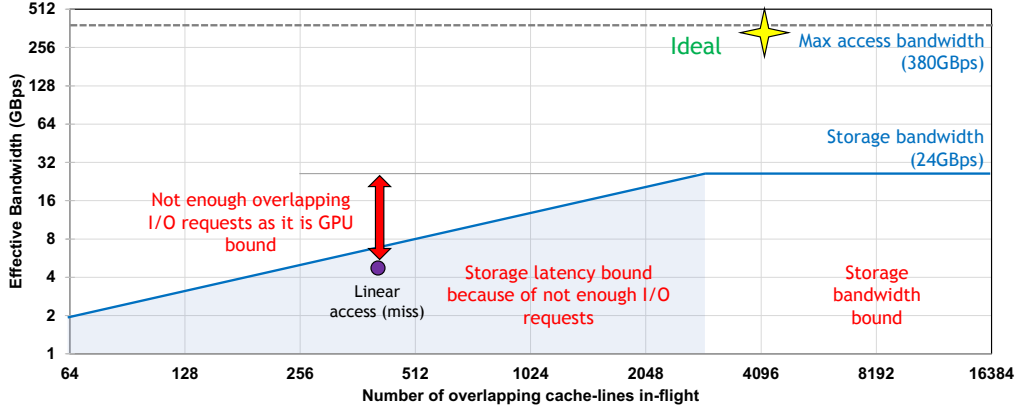 Effective Bandwidth (GBps)
512
256
128
64
32
16
8
4
2
1
Ideal
Max access bandwidth
(380GBps)
Storage bandwidth
(24GBps)
Not enough overlapping
I/O requests as it is GPU
bound
Linear
access (miss)
Storage latency bound
because of not enough I/O
requests
Storage
bandwidth
bound
64
128
256
512
1024
2048
4096
8192
16384
Number of overlapping cache-lines in-flight